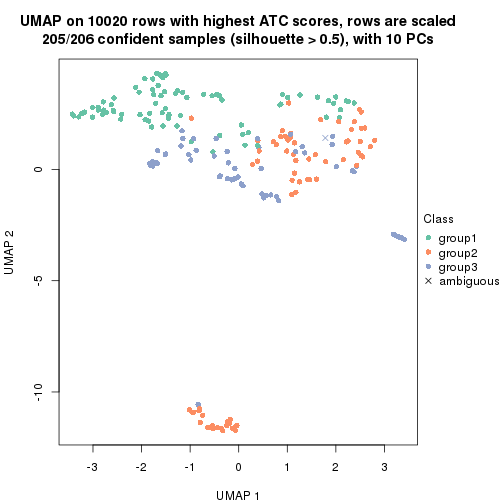 UMAP on 10020 rows with highest ATC scores, rows are scaled
205/206 confident samples (silhouette > 0.5), with 10 PCs
UMAP 2
0
-5
-10
-3
-2
-1
0
1
2
3
UMAP 1
Class
group1
group2
group3
ambiguous